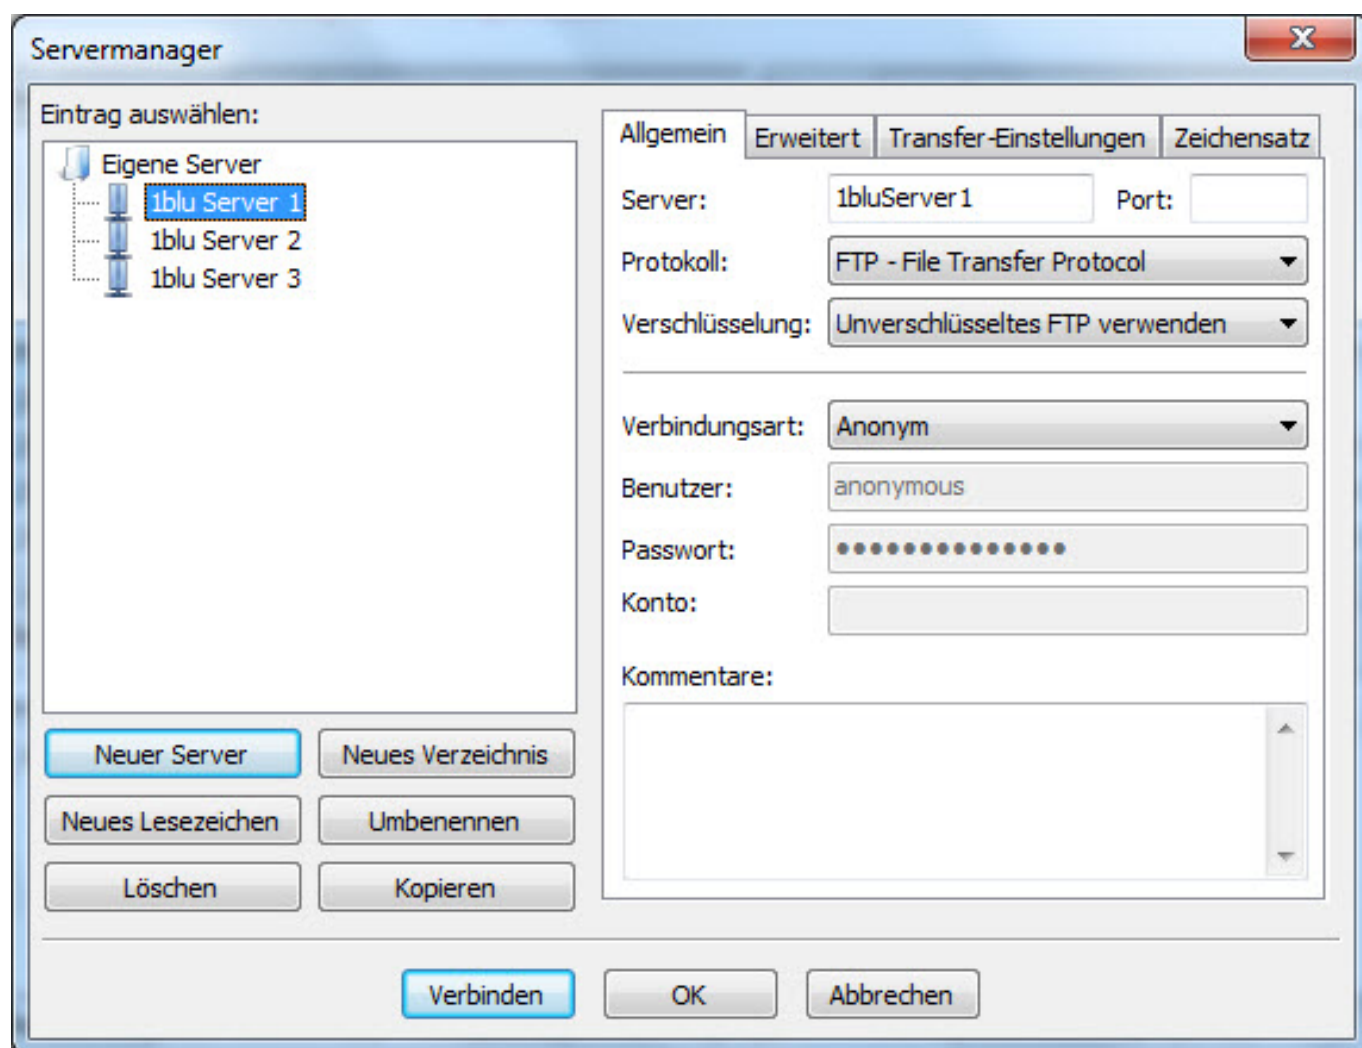 Servermanager
Eintrag auswählen:
Eigene Server
1blu Server 1
1blu Server 2
1blu Server 3
Neuer Server Neues Verzeichnis
Neues Lesezeichen Umbenennen
Löschen Kopieren
Allgemein Erweitert Transfer-Einstellungen Zeichensatz
Server: 1bluServer1 Port:
Protokoll: FTP - File Transfer Protocol
Verschlüsselung: Unverschlüsseltes FTP verwenden
Verbindungsart: Anonym
Benutzer: anonymous
Passwort: ••••••••••••••
Konto:
Kommentare:
Verbinden OK Abbrechen